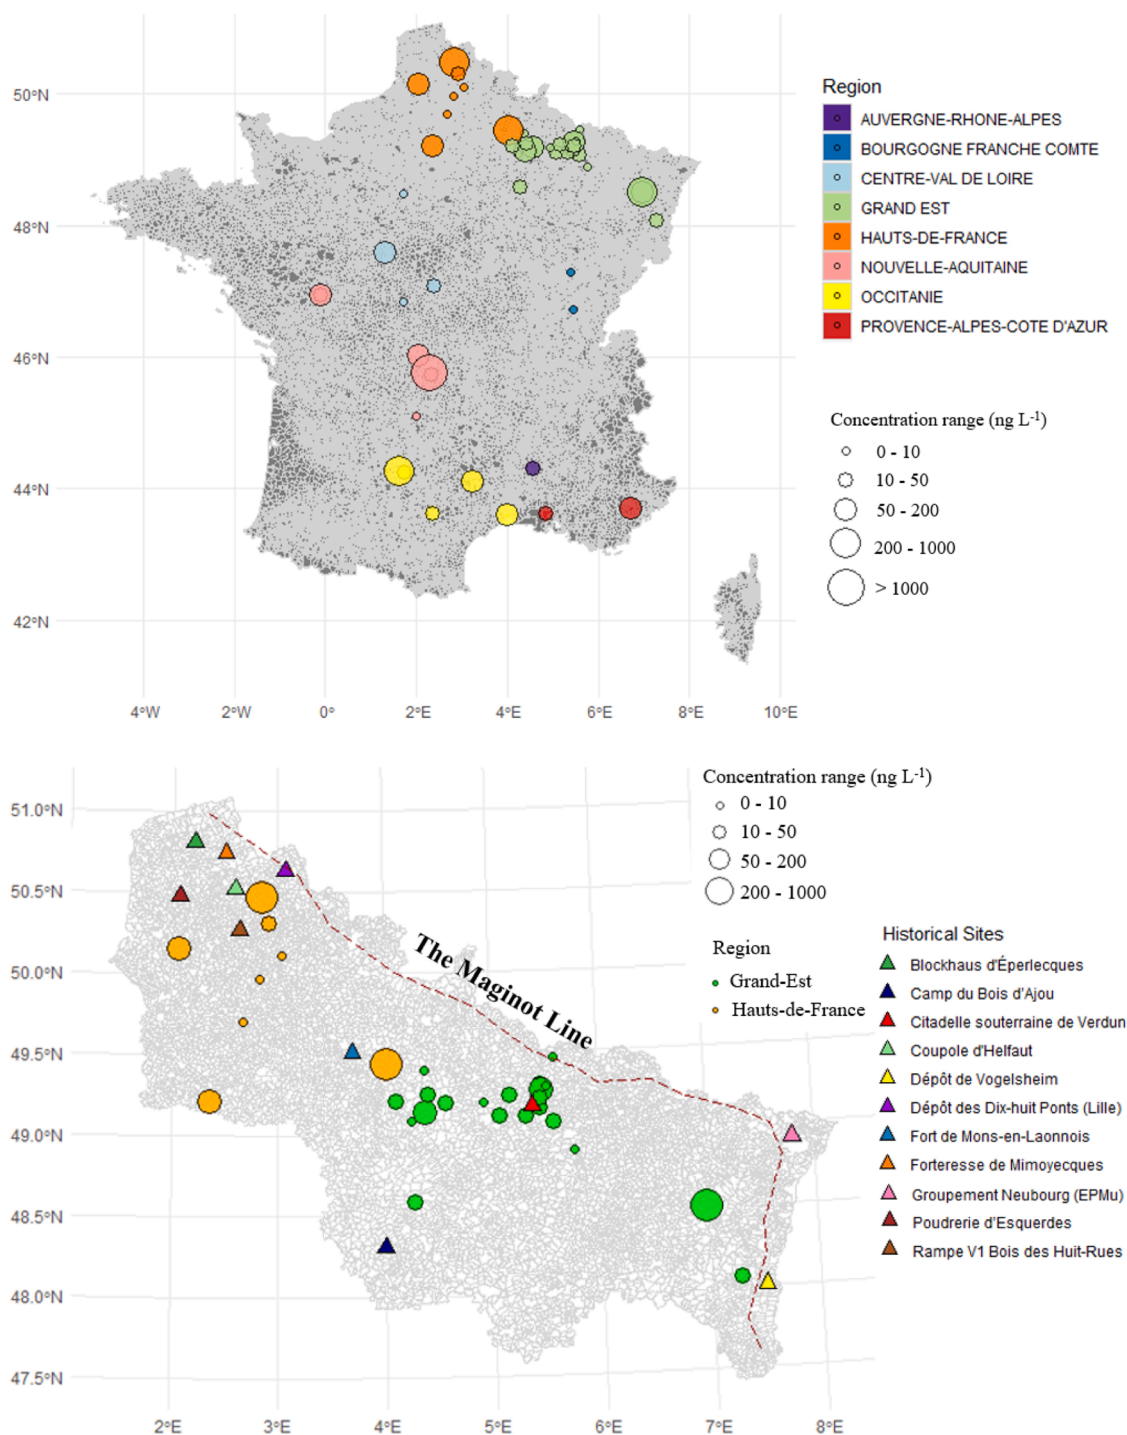 50°N
48°N
46°N
44°N
42°N
4°W
2°W
0°
2°E
4°E
6°E
8°E
10°E
Region
AUVERGNE-RHONE-ALPES
BOURGOGNE FRANCHE COMTE
CENTRE-VAL DE LOIRE
GRAND EST
HAUTS-DE-FRANCE
NOUVELLE-AQUITAINE
OCCITANIE
PROVENCE-ALPES-COTE D'AZUR
Concentration range (ng L⁻¹)
0 - 10
10 - 50
50 - 200
200 - 1000
> 1000
51.0°N
50.5°N
50.0°N
49.5°N
49.0°N
48.5°N
48.0°N
47.5°N
2°E
3°E
4°E
5°E
6°E
7°E
8°E
The Maginot Line
Concentration range (ng L⁻¹)
0 - 10
10 - 50
50 - 200
200 - 1000
Region
Grand-Est
Hauts-de-France
Historical Sites
Blockhaus d'Éperlecques
Camp du Bois d'Ajou
Citadelle souterraine de Verdun
Coupole d'Helfaut
Dépôt de Vogelsheim
Dépôt des Dix-huit Ponts (Lille)
Fort de Mons-en-Laonnois
Forteresse de Mimoyecques
Groupement Neubourg (EPMu)
Poudrerie d'Esquerdes
Rampe V1 Bois des Huit-Rues